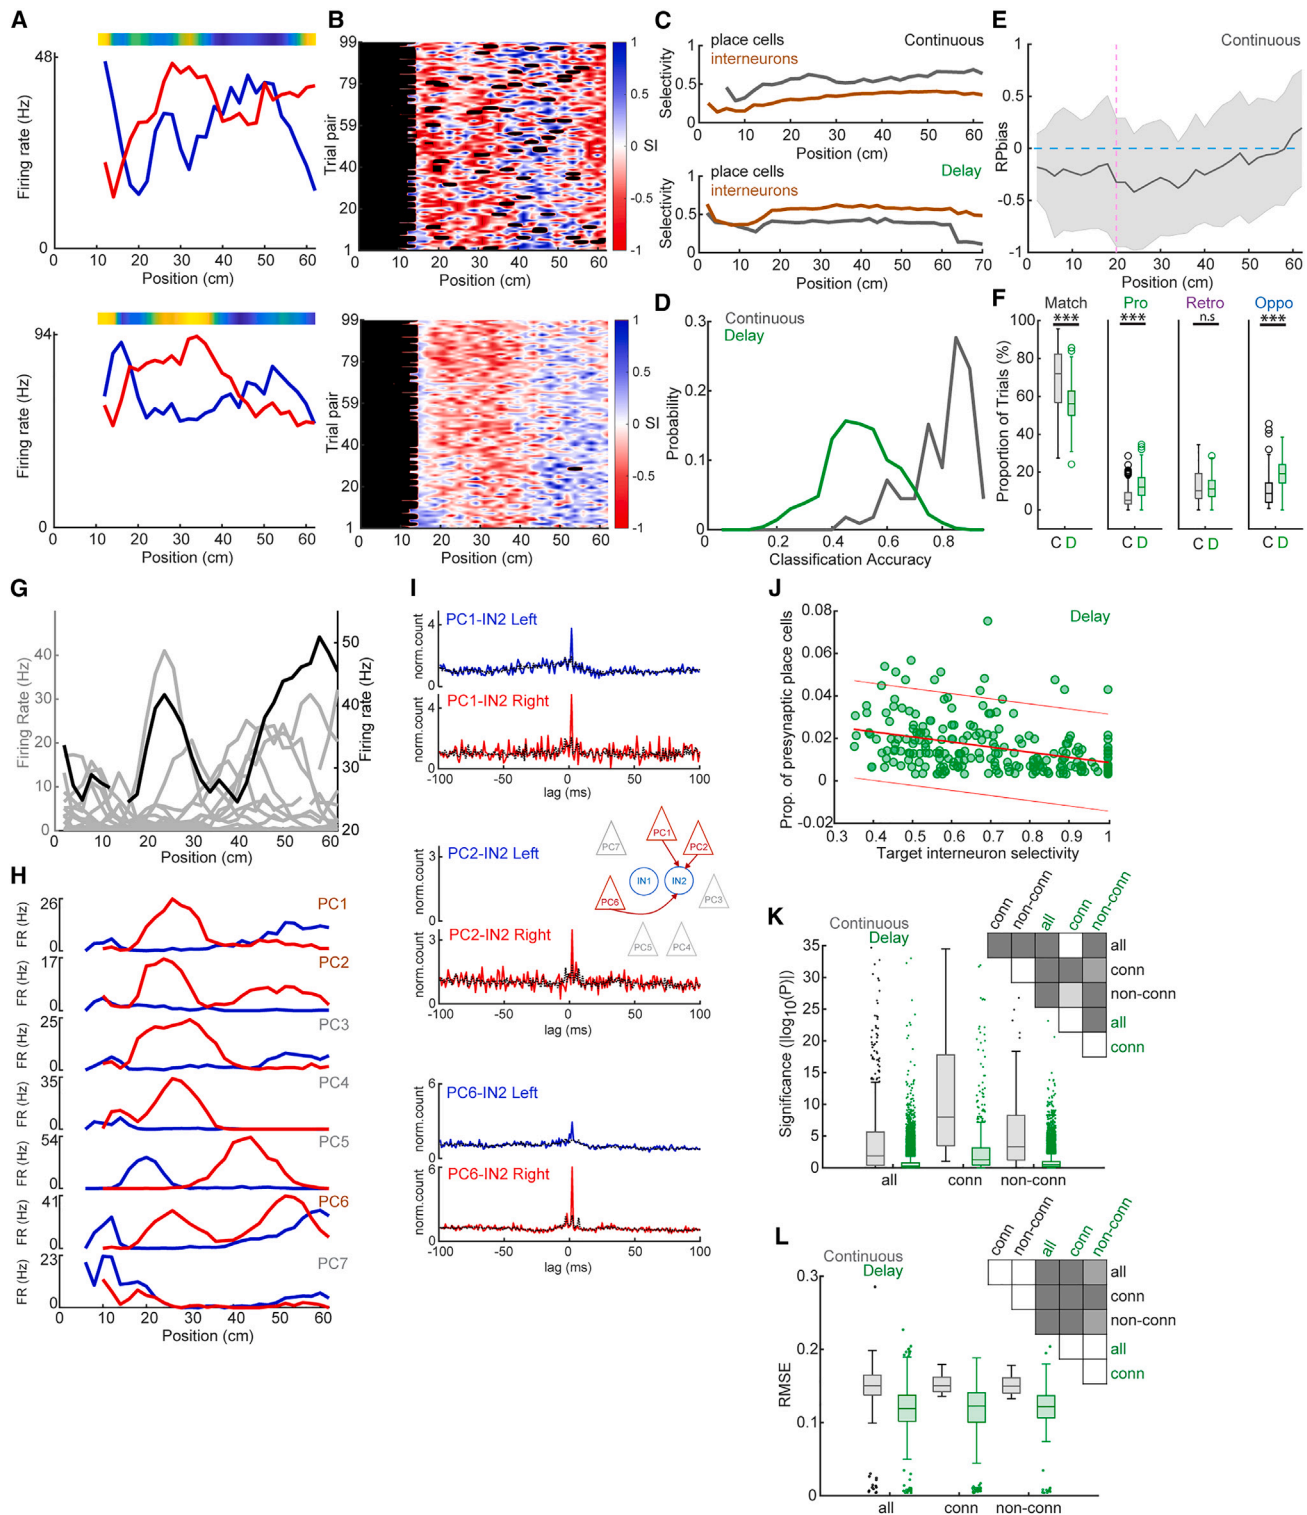 A
48
Firing rate (Hz)
0
0 10 20 30 40 50 60
Position (cm)
94
Firing rate (Hz)
0
0 10 20 30 40 50 60
Position (cm)
B
99
79
59
40
20
1
Trial pair
0 10 20 30 40 50 60
Position (cm)
1
0.5
0 SI
-0.5
-1
99
79
59
40
20
1
Trial pair
0 10 20 30 40 50 60
Position (cm)
1
0.5
0 SI
-0.5
-1
C
place cells Continuous
interneurons
1
0.5
0
Selectivity
0 10 20 30 40 50 60
Position (cm)
Delay
place cells
interneurons
1
0.5
0
Selectivity
0 10 20 30 40 50 60 70
Position (cm)
D
Continuous
Delay
0.3
0.2
0.1
0
Probability
0 0.2 0.4 0.6 0.8
Classification Accuracy
E
Continuous
1
0.5
0
-0.5
-1
RPbias
0 10 20 30 40 50 60
Position (cm)
F
Match Pro Retro Oppo
*** *** n.s ***
100
80
60
40
20
0
Proportion of Trials (%)
C D C D C D C D
G
40
30
20
10
0
Firing Rate (Hz)
50
40
30
20
Firing rate (Hz)
0 10 20 30 40 50 60
Position (cm)
H
26
0
FR (Hz)
PC1
17
0
FR (Hz)
PC2
25
0
FR (Hz)
PC3
35
0
FR (Hz)
PC4
54
0
FR (Hz)
PC5
41
0
FR (Hz)
PC6
23
0
FR (Hz)
PC7
0 10 20 30 40 50 60
Position (cm)
I
PC1-IN2 Left
4
0
norm.count
PC1-IN2 Right
4
0
norm.count
-100 -50 0 50 100
lag (ms)
PC2-IN2 Left
3
0
norm.count
PC2-IN2 Right
3
0
norm.count
-100 -50 0 50 100
lag (ms)
PC7
PC1
PC2
IN1
IN2
PC6
PC3
PC5
PC4
PC6-IN2 Left
6
0
norm.count
PC6-IN2 Right
6
0
norm.count
-100 -50 0 50 100
lag (ms)
J
Delay
0.08
0.06
0.04
0.02
0
-0.02
Prop. of presynaptic place cells
0.3 0.4 0.5 0.6 0.7 0.8 0.9 1
Target interneuron selectivity
K
Continuous
Delay
35
30
25
20
15
10
5
0
Significance (|log10(P)|)
all conn non-conn
conn
non-conn
all
conn
non-conn
all
conn
non-conn
all
conn
L
Continuous
Delay
0.3
0.2
0.1
0
RMSE
all conn non-conn
conn
non-conn
all
conn
non-conn
all
conn
non-conn
all
conn